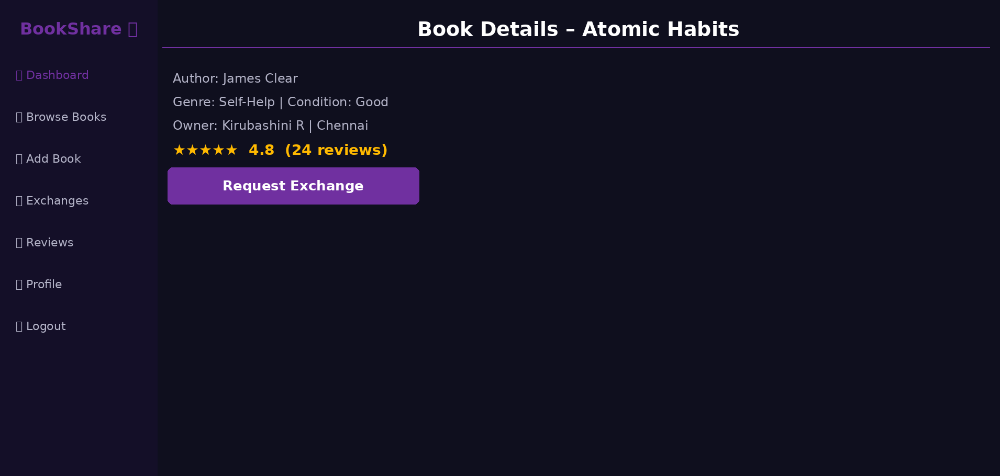 BookShare
Dashboard
Browse Books
Add Book
Exchanges
Reviews
Profile
Logout
Book Details – Atomic Habits
Author: James Clear
Genre: Self-Help | Condition: Good
Owner: Kirubashini R | Chennai
★★★★★ 4.8 (24 reviews)
Request Exchange